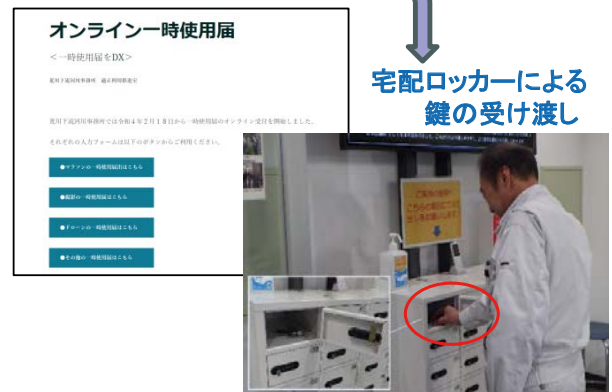 オンライン一時使用届
＜一時使用届をDX＞
荒川下流河川事務所 適正利用推進室
荒川下流河川事務所では令和4年2月18日から一時使用届のオンライン受付を開始しました。
それぞれの入力フォームは以下のボタンからご利用ください。
●マラソンの一時使用届はこちら
●撮影の一時使用届はこちら
●ドローンの一時使用届はこちら
●その他の一時使用届はこちら
宅配ロッカーによる
鍵の受け渡し